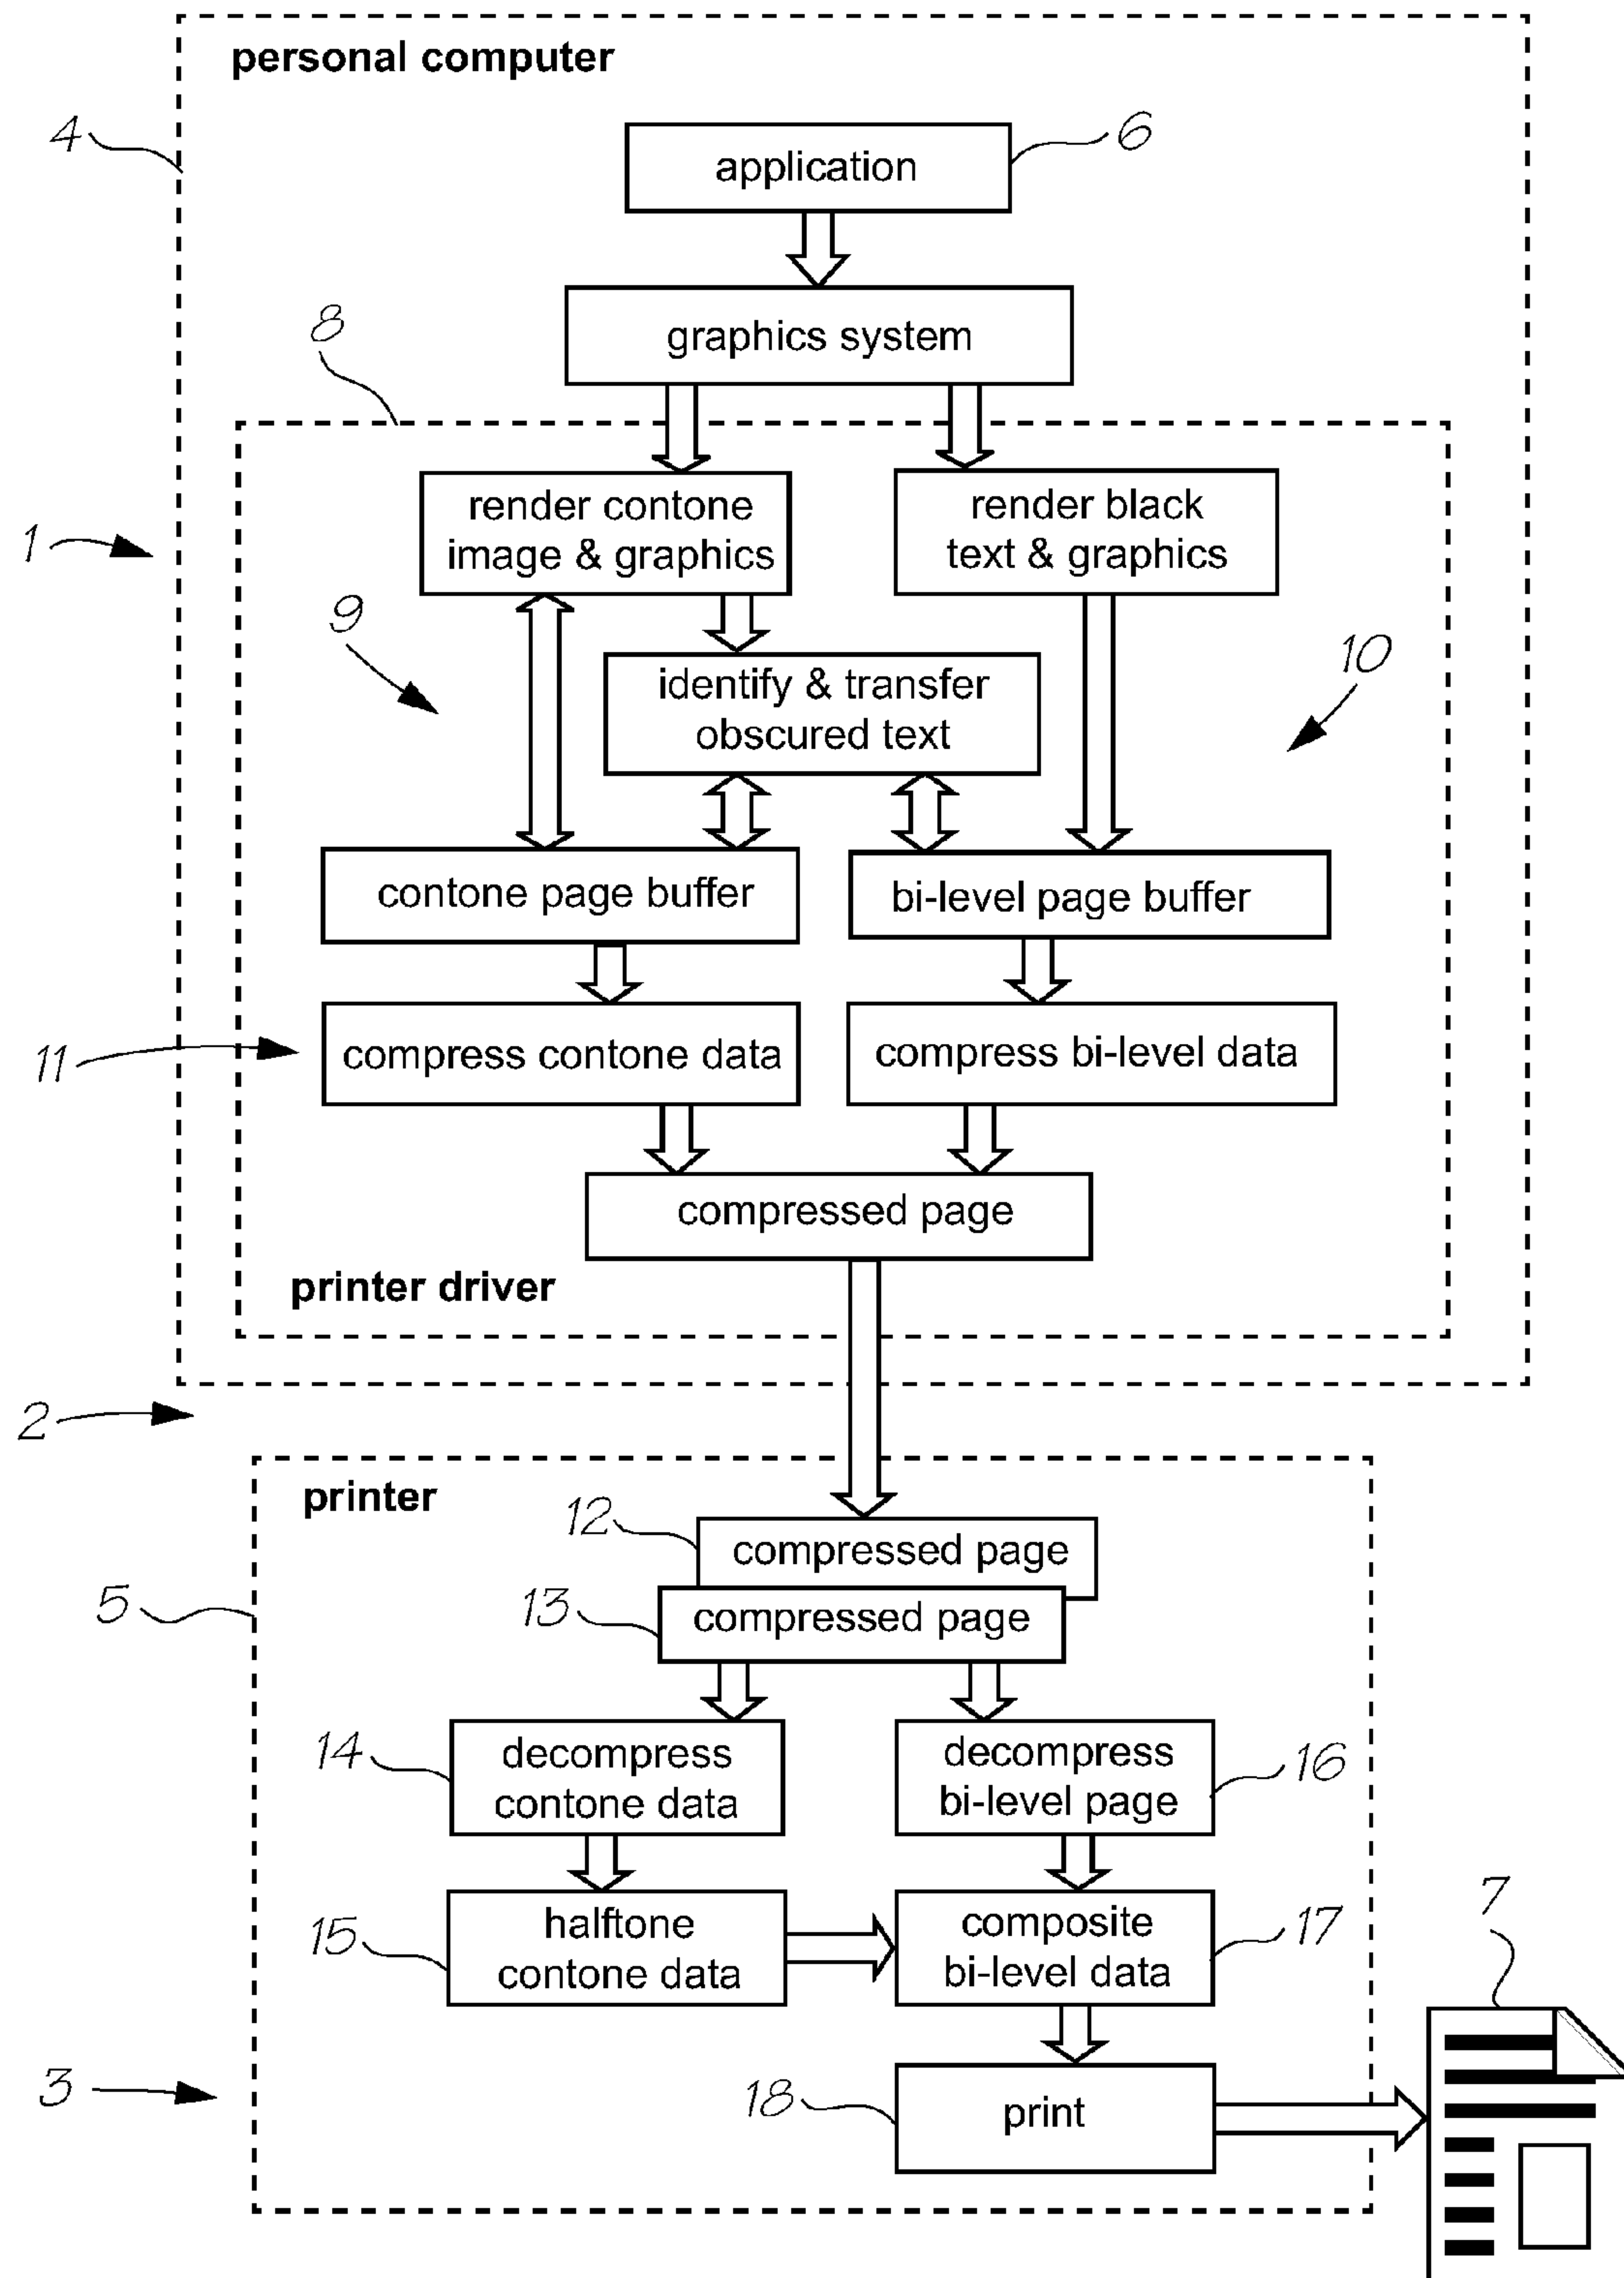 personal computer
4
application
6
graphics system
8
render contone
image & graphics
render black
text & graphics
1
9
identify & transfer
obscured text
10
contone page buffer
bi-level page buffer
11
compress contone data
compress bi-level data
compressed page
printer driver
2
printer
12
compressed page
13
compressed page
5
14
decompress
contone data
decompress
bi-level page
16
15
halftone
contone data
composite
bi-level data
17
7
3
18
print